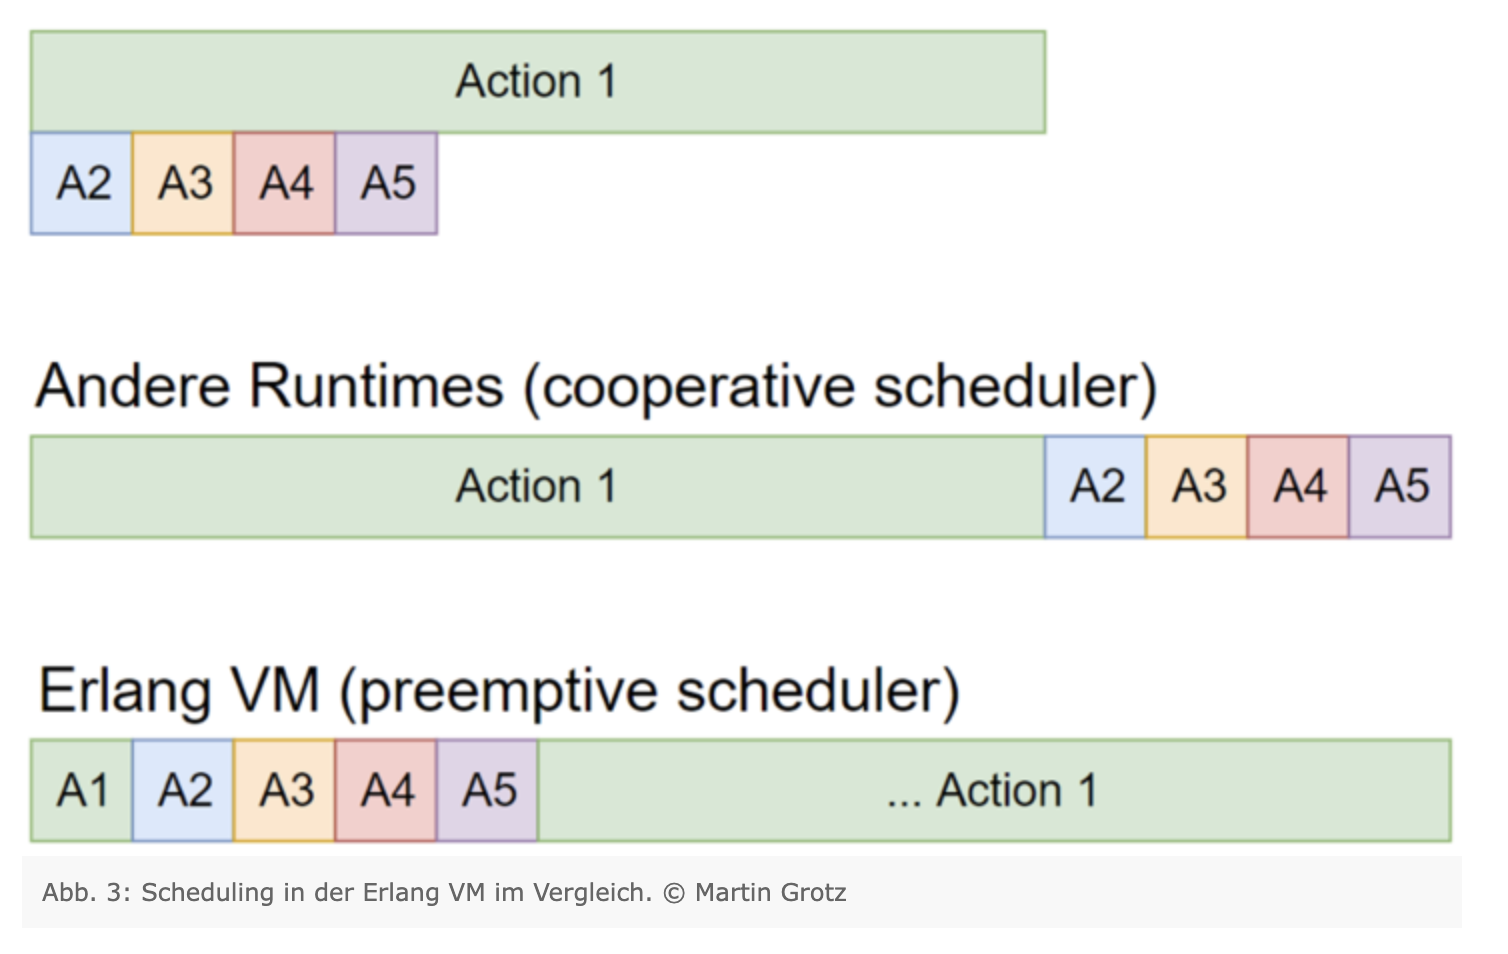 Action 1
A2 A3 A4 A5
Andere Runtimes (cooperative scheduler)
Action 1 A2 A3 A4 A5
Erlang VM (preemptive scheduler)
A1 A2 A3 A4 A5 ... Action 1
Abb. 3: Scheduling in der Erlang VM im Vergleich. © Martin Grotz